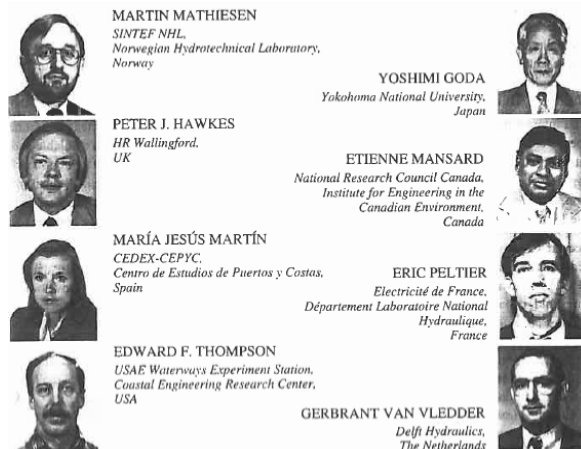 MARTIN MATHIESEN
SINTEF NHL,
Norwegian Hydrotechnical Laboratory,
Norway
YOSHIMI GODA
Yokohoma National University,
Japan
PETER J. HAWKES
HR Wallingford,
UK
ETIENNE MANSARD
National Research Council Canada,
Institute for Engineering in the
Canadian Environment,
Canada
MARÍA JESÚS MARTÍN
CEDEX-CEPYC,
Centro de Estudios de Puertos y Costas,
Spain
ERIC PELTIER
Electricité de France,
Département Laboratoire National
Hydraulique,
France
EDWARD F. THOMPSON
USAE Waterways Experiment Station,
Coastal Engineering Research Center,
USA
GERBRANT VAN VLEDDER
Delft Hydraulics,
The Netherlands